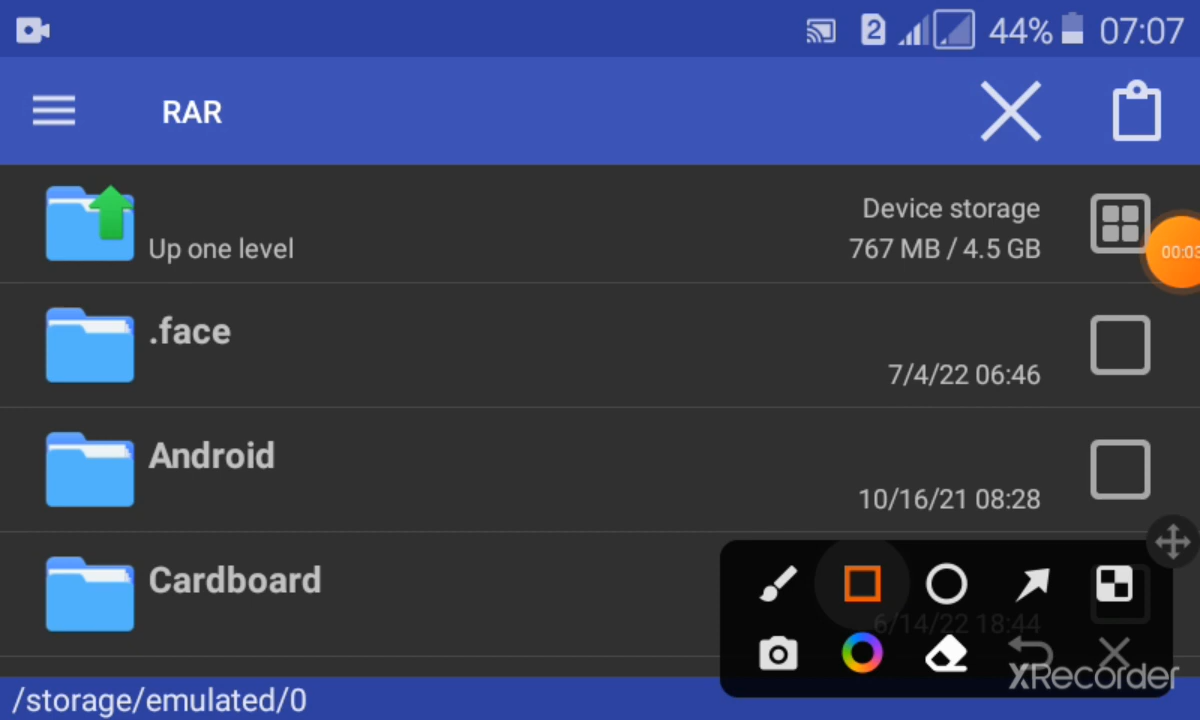 2 44% 07:07
RAR
Device storage
Up one level 767 MB / 4.5 GB
00:03
.face
7/4/22 06:46
Android
10/16/21 08:28
Cardboard
6/14/22 18:44
XRecorder
/storage/emulated/0